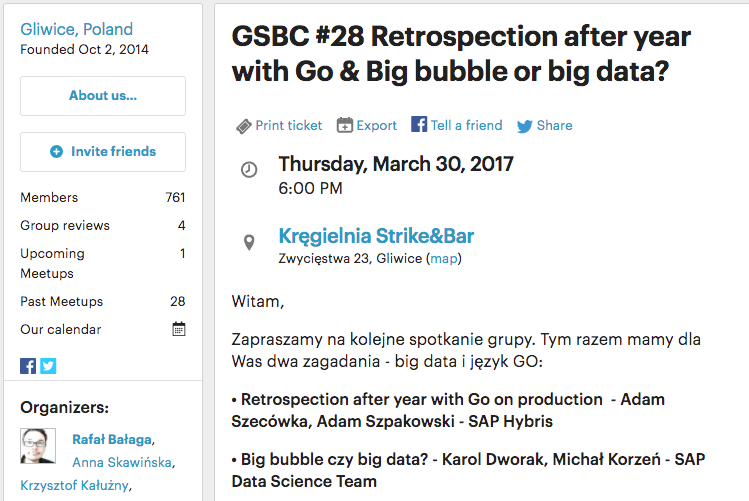 Gliwice, Poland
Founded Oct 2, 2014
About us...
Invite friends
Members 761
Group reviews 4
Upcoming 1
Meetups
Past Meetups 28
Our calendar
Organizers:
Rafał Bałaga,
Anna Skawińska,
Krzysztof Kałużny,
GSBC #28 Retrospection after year
with Go & Big bubble or big data?
Print ticket Export Tell a friend Share
Thursday, March 30, 2017
6:00 PM
Kręgielnia Strike&Bar
Zwycięstwa 23, Gliwice (map)
Witam,
Zapraszamy na kolejne spotkanie grupy. Tym razem mamy dla
Was dwa zagadania - big data i język GO:
• Retrospection after year with Go on production - Adam
Szecówka, Adam Szpakowski - SAP Hybris
• Big bubble czy big data? - Karol Dworak, Michał Korzeń - SAP
Data Science Team